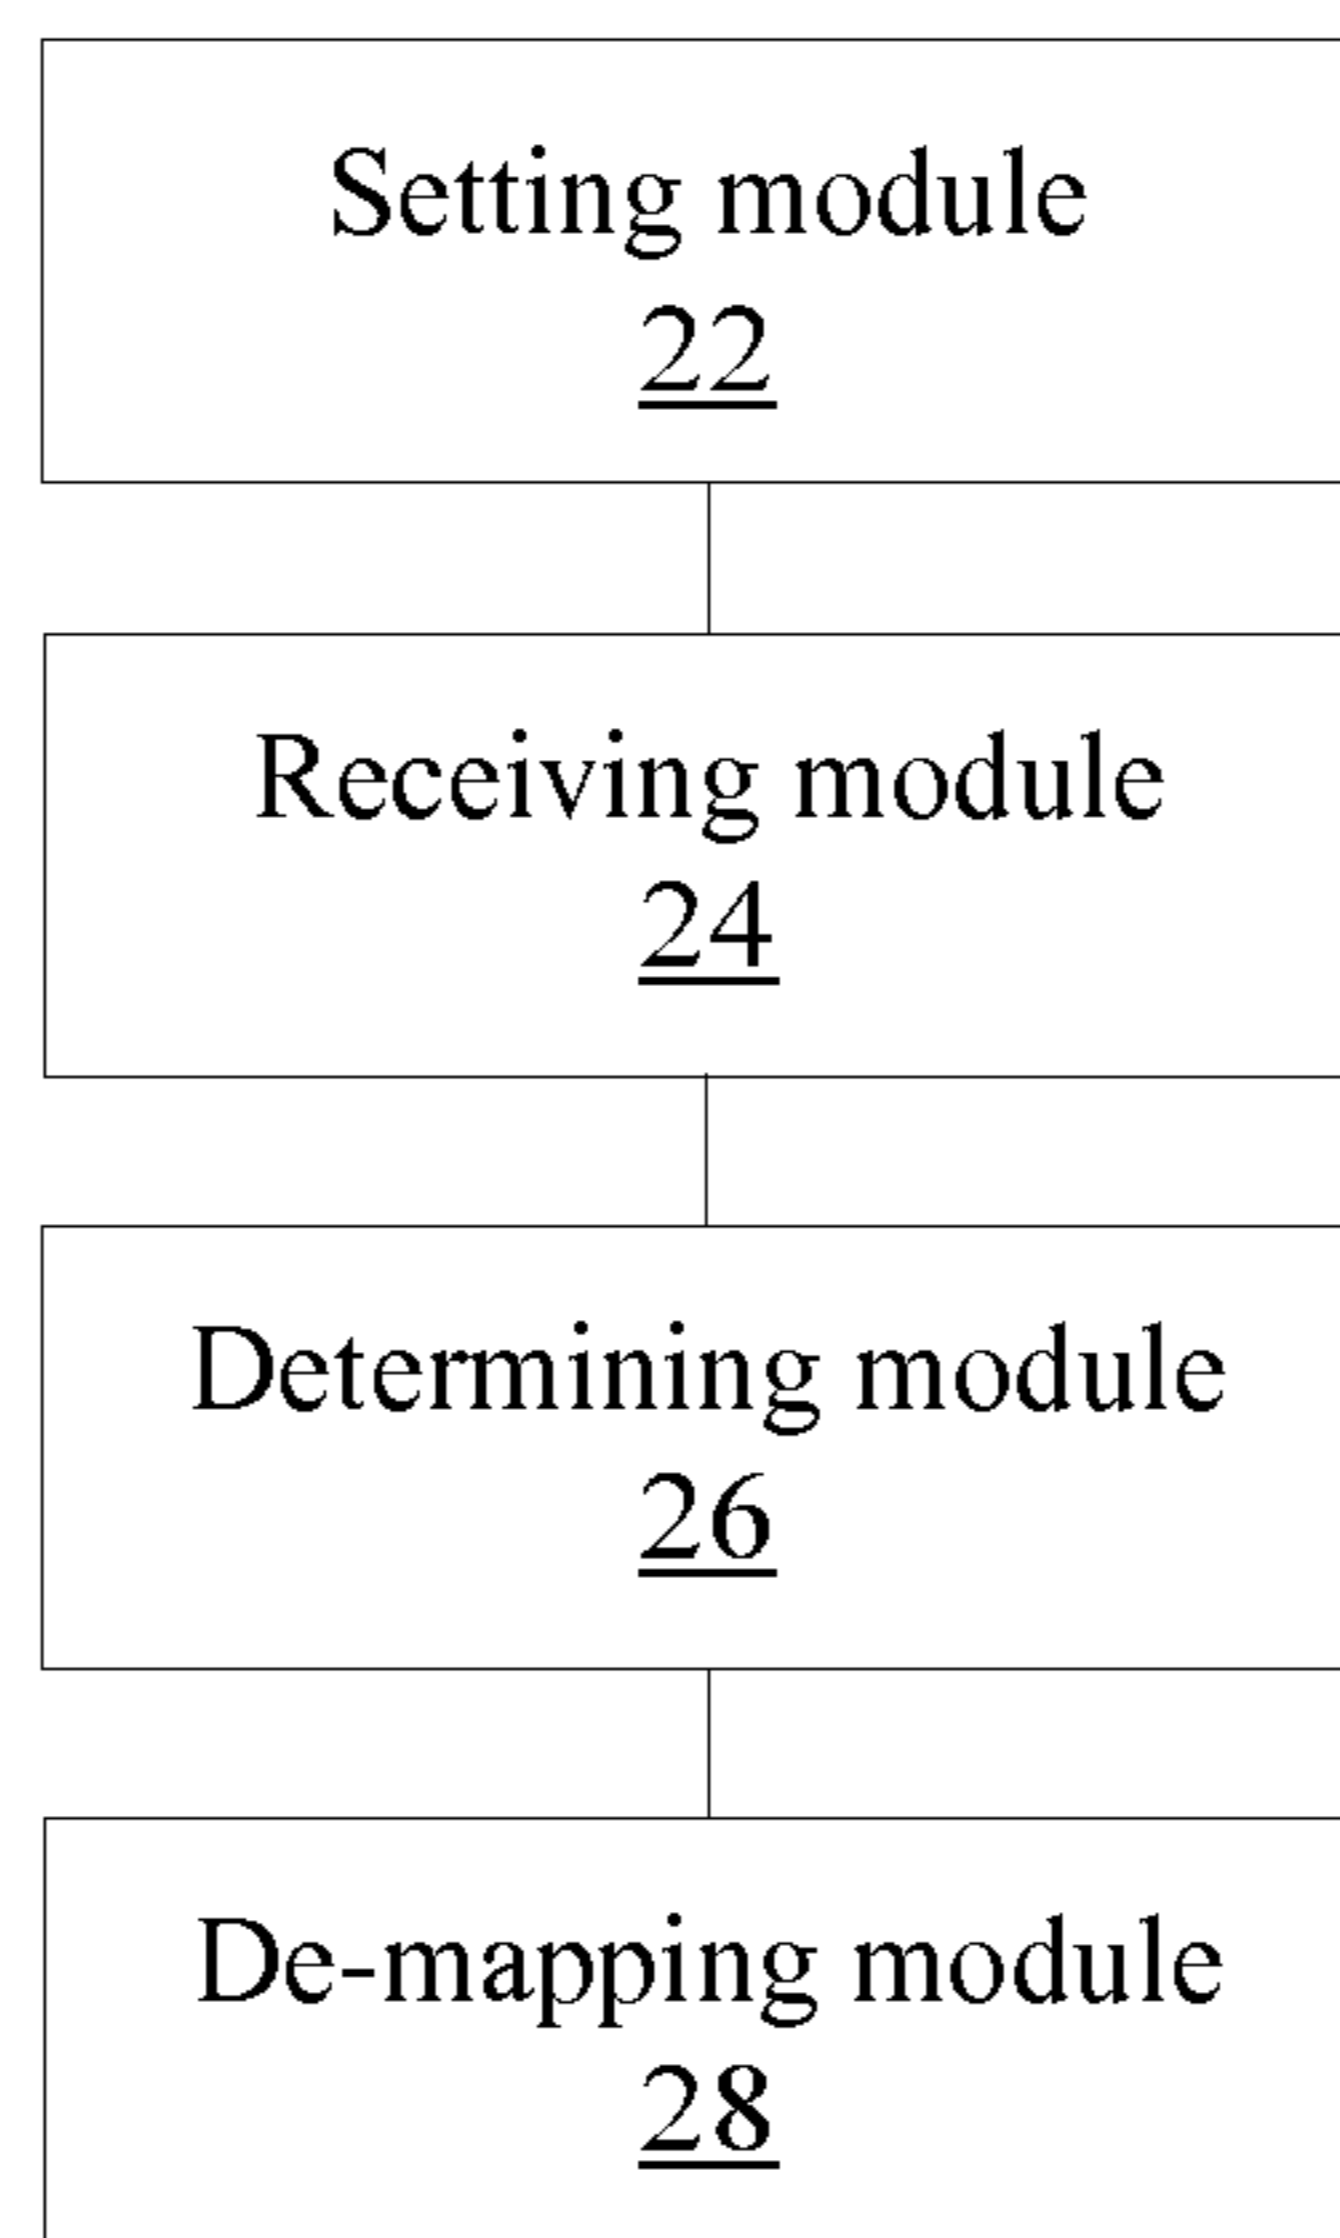 Setting module
22
Receiving module
24
Determining module
26
De-mapping module
28